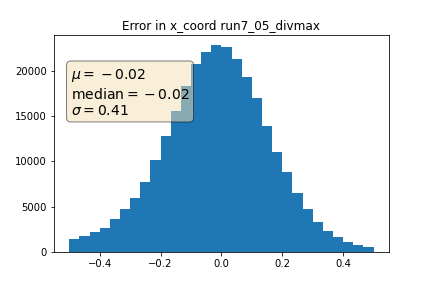 Error in x_coord run7_05_divmax
μ = −0.02
median = −0.02
σ = 0.41
20000
15000
10000
5000
0
−0.4 −0.2 0.0 0.2 0.4